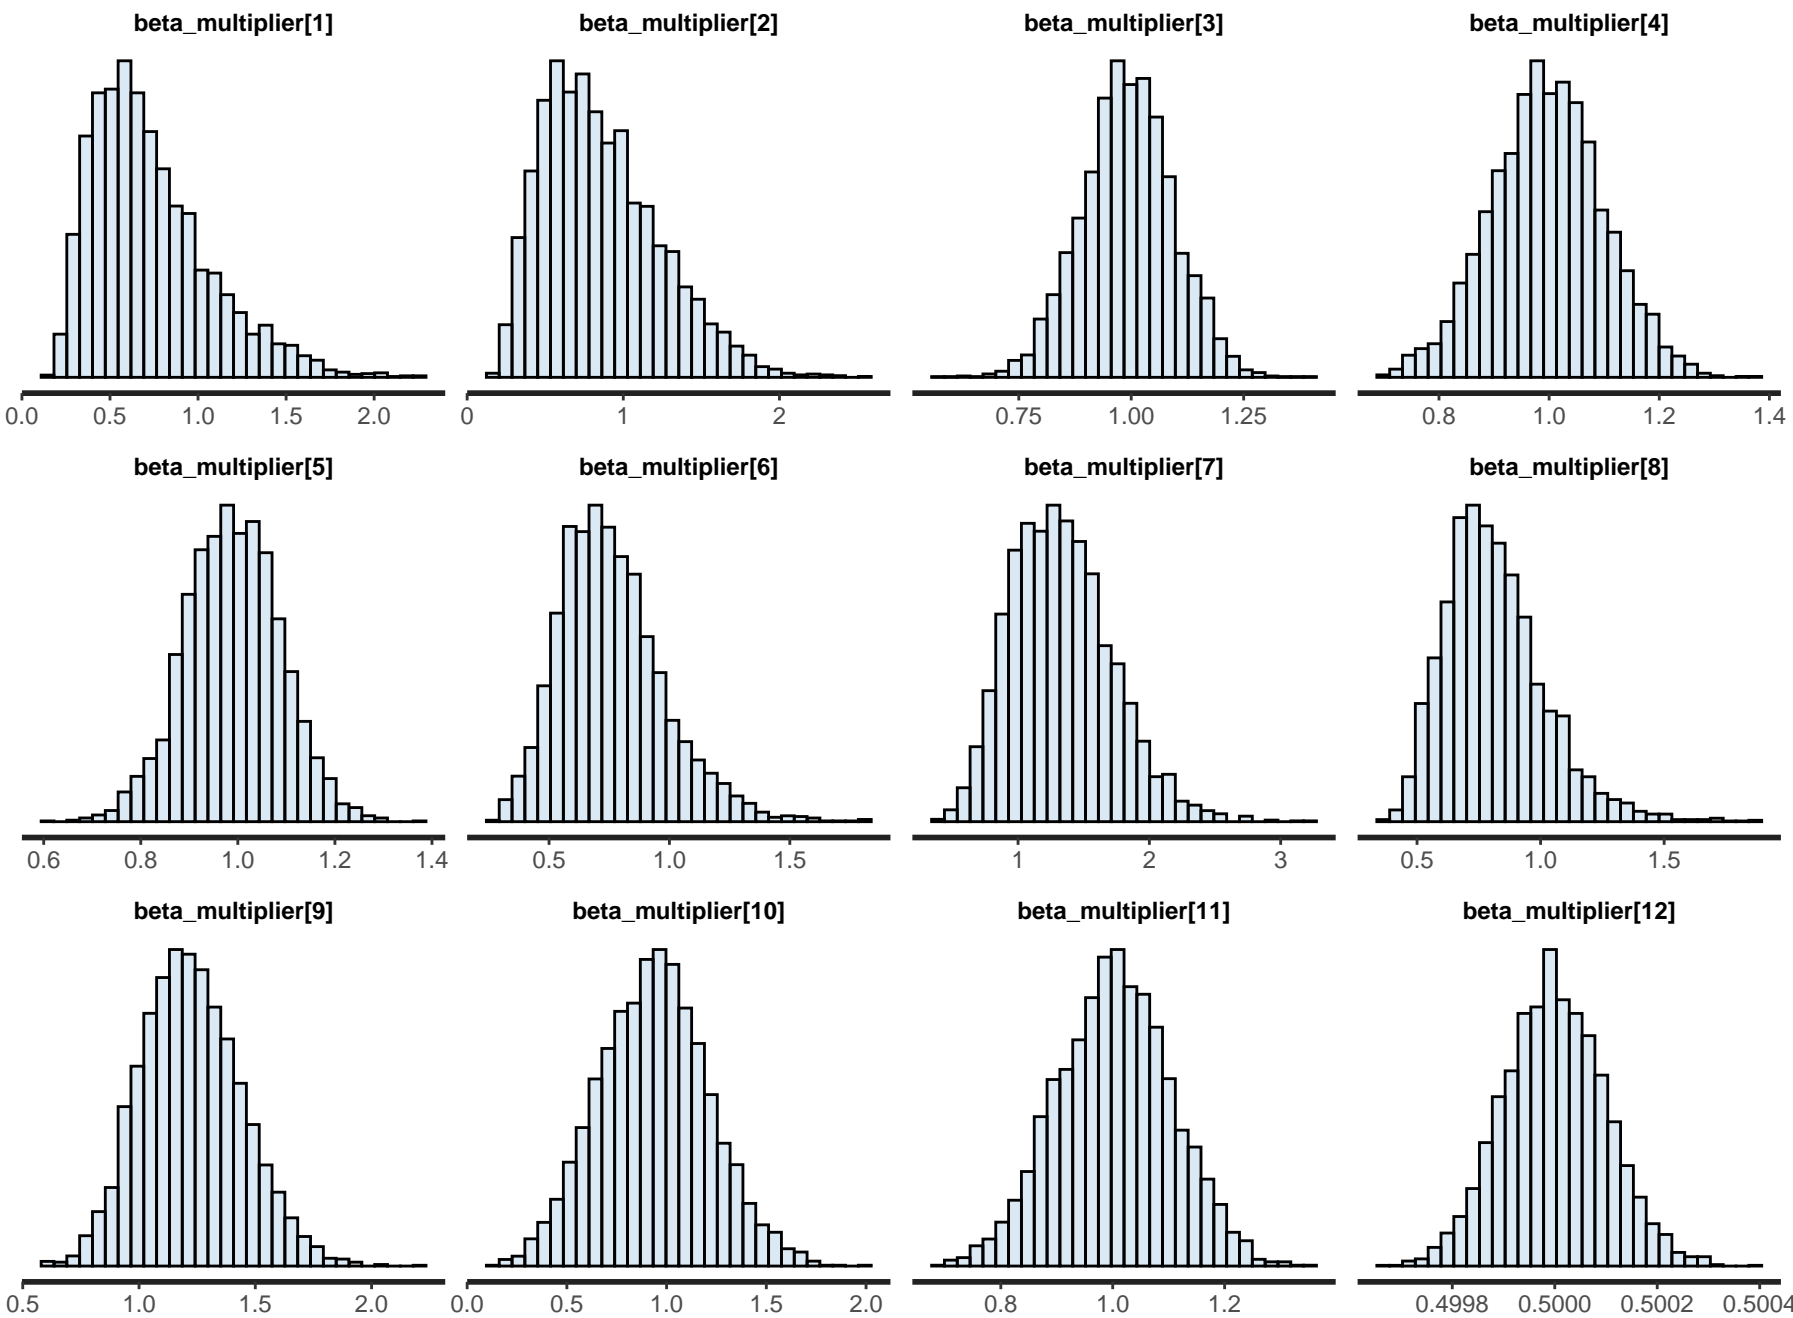 beta_multiplier[1] beta_multiplier[2] beta_multiplier[3] beta_multiplier[4]
0.0 0.5 1.0 1.5 2.0 0 1 2 0.75 1.00 1.25 0.8 1.0 1.2 1.4
beta_multiplier[5] beta_multiplier[6] beta_multiplier[7] beta_multiplier[8]
0.6 0.8 1.0 1.2 1.4 0.5 1.0 1.5 1 2 3 0.5 1.0 1.5
beta_multiplier[9] beta_multiplier[10] beta_multiplier[11] beta_multiplier[12]
0.5 1.0 1.5 2.0 0.0 0.5 1.0 1.5 2.0 0.8 1.0 1.2 0.4998 0.5000 0.5002 0.5004